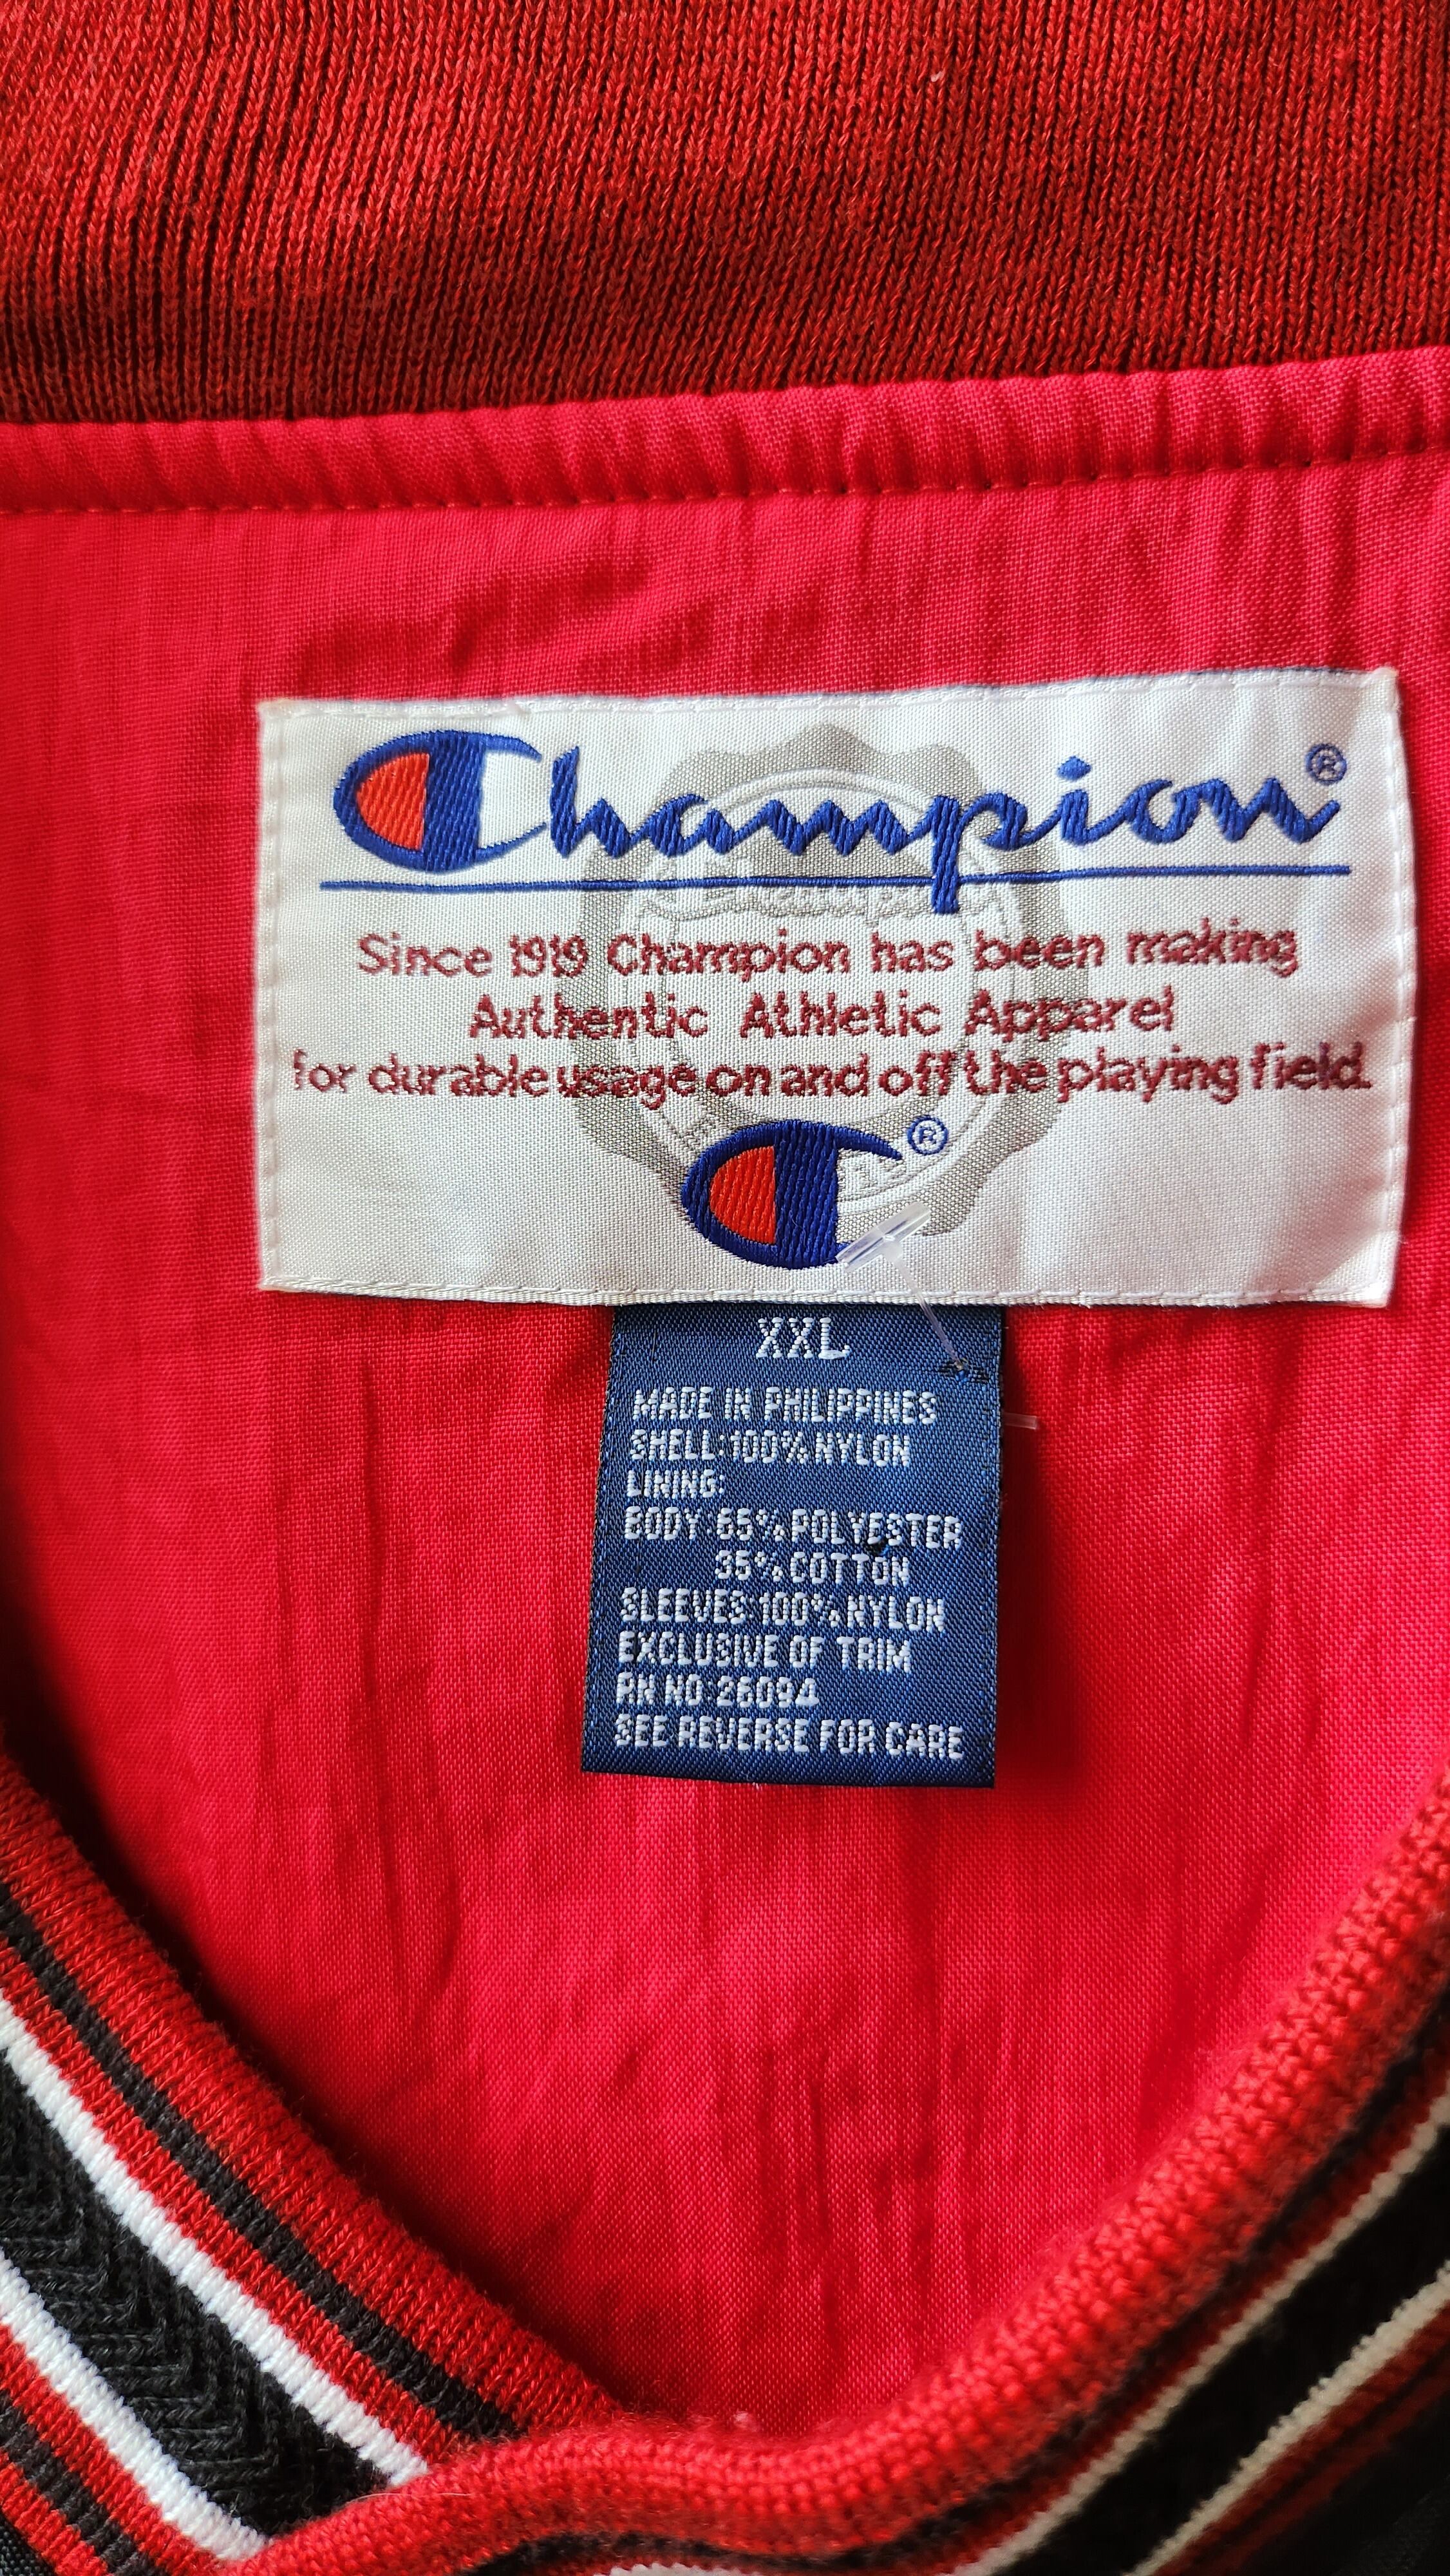 Champion®
Since 1919 Champion has been making
Authentic Athletic Apparel
for durable usage on and off the playing field.
®
XXL
MADE IN PHILIPPINES
SHELL:100% NYLON
LINING:
BODY 65% POLYESTER
35% COTTON
SLEEVES 100% NYLON
EXCLUSIVE OF TRIM
RN NO 26094
SEE REVERSE FOR CARE